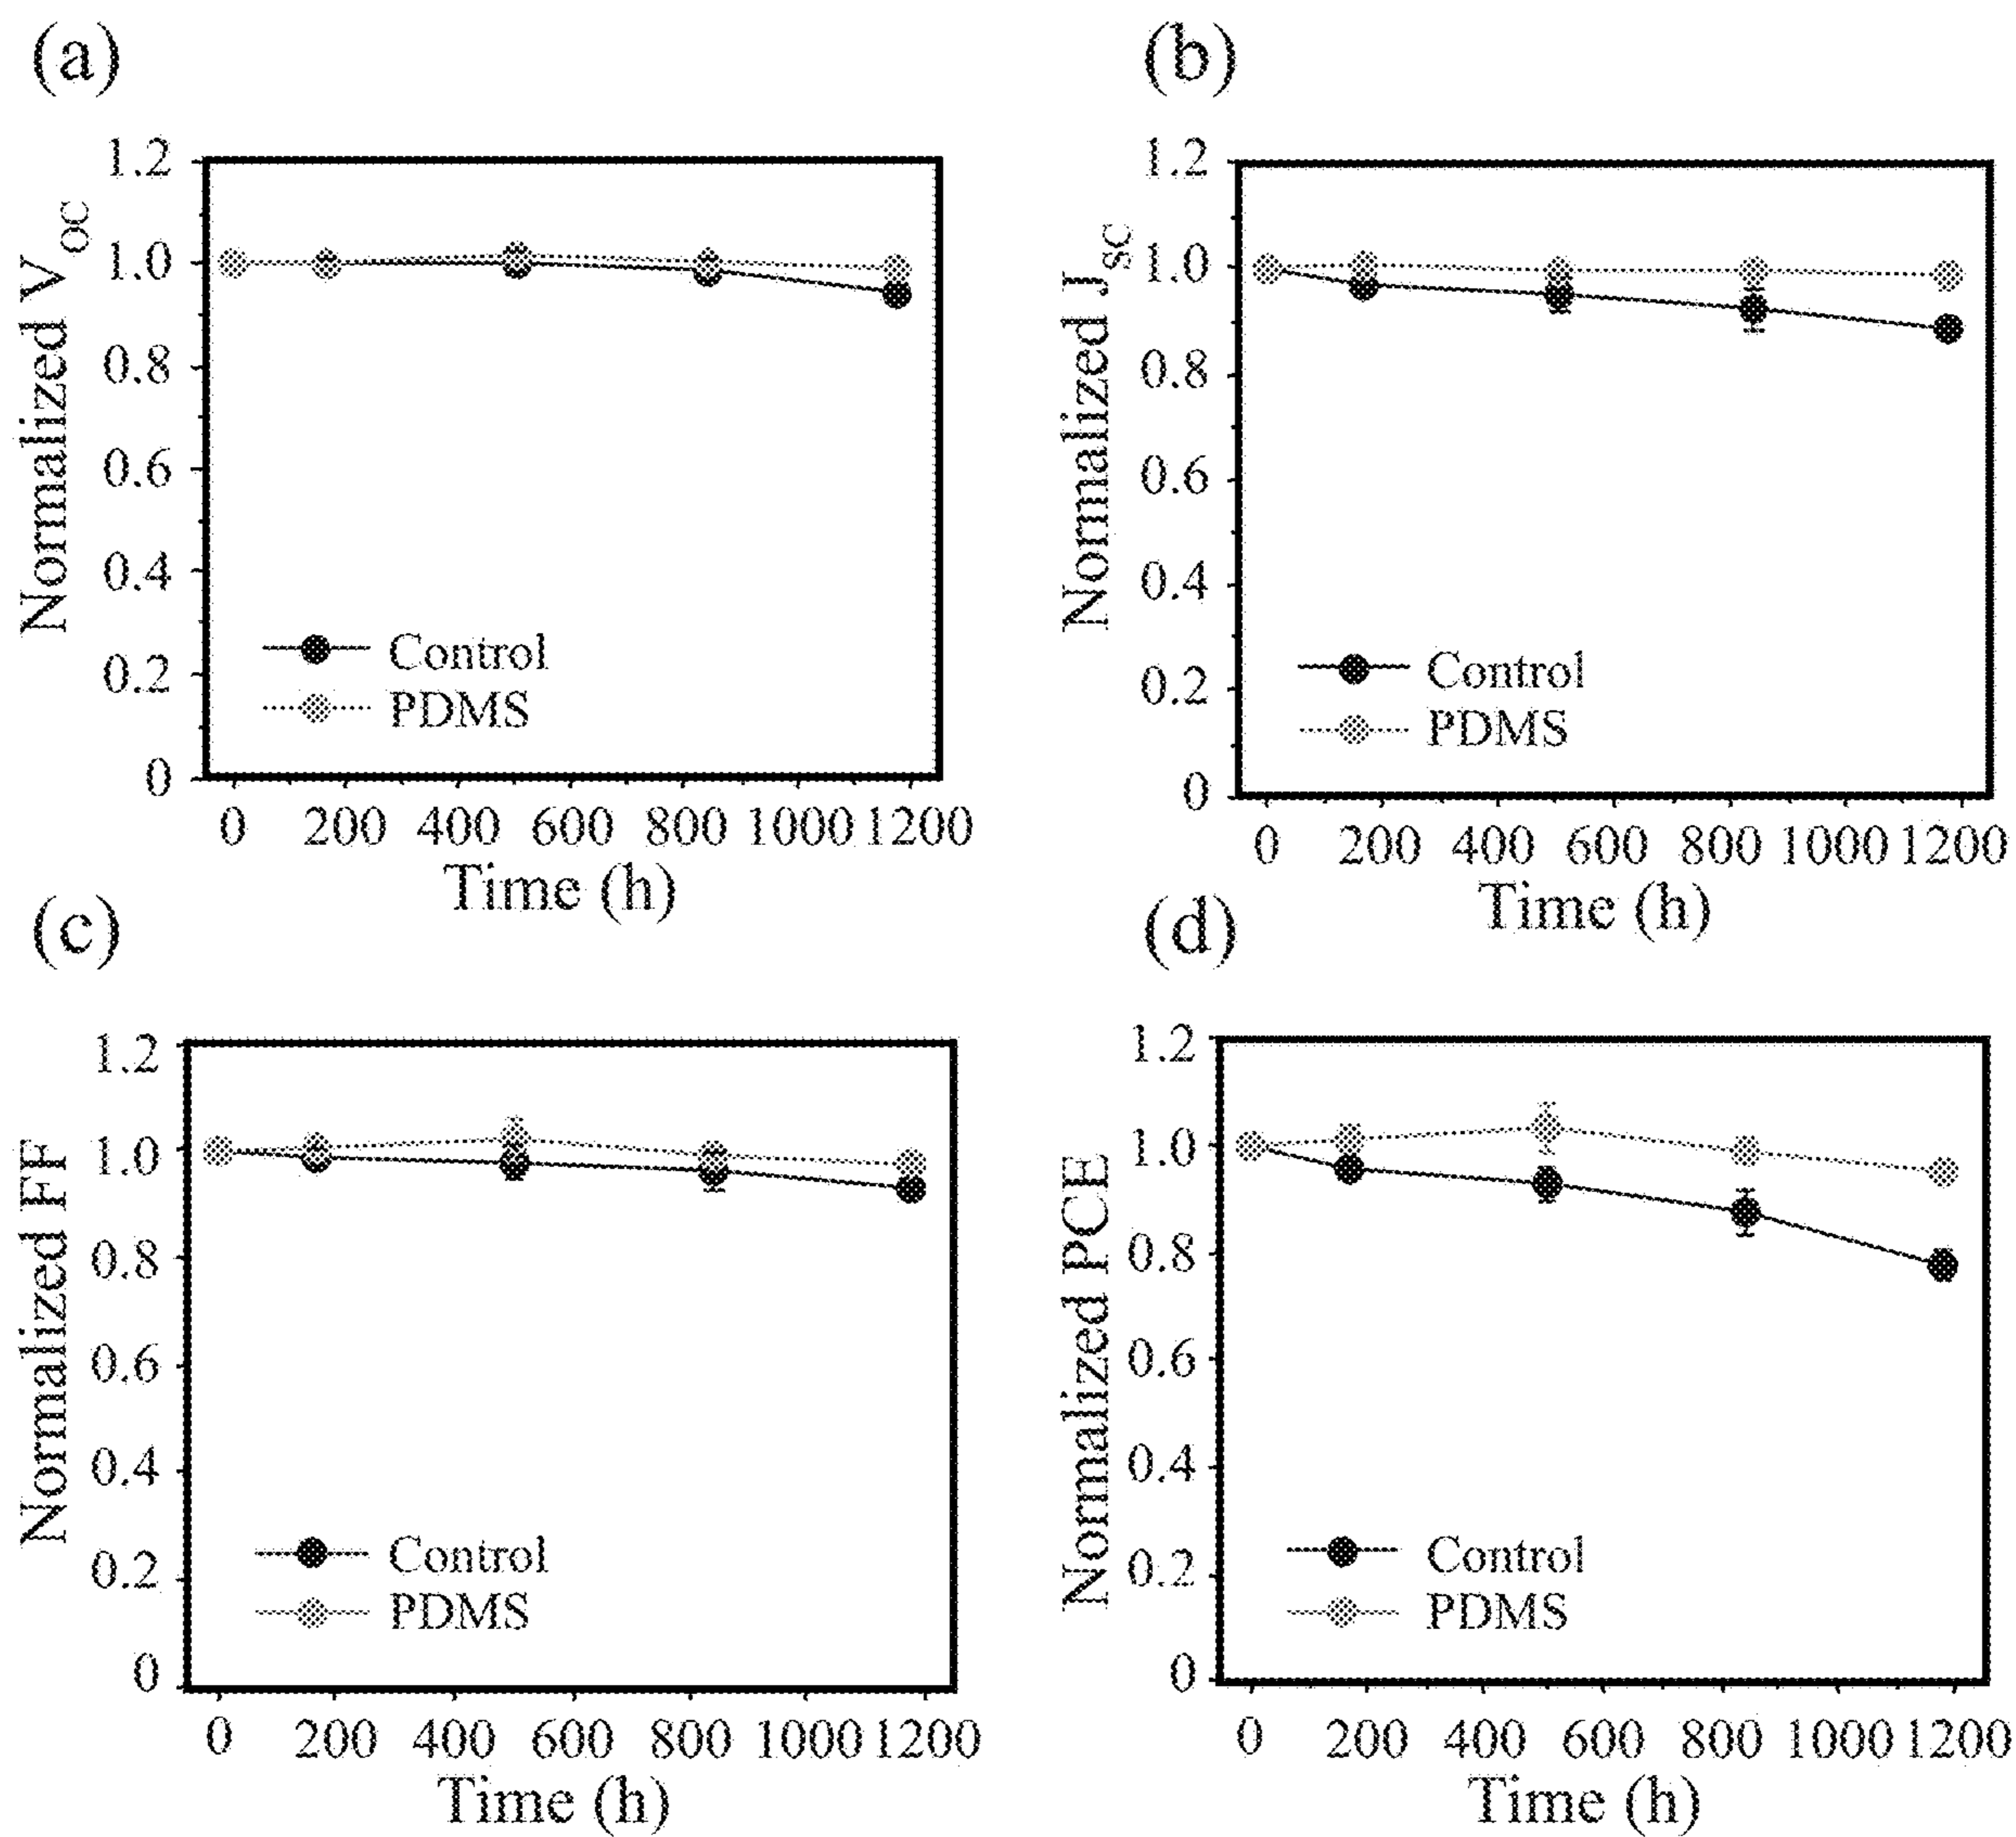 (a)
Normalized V_OC
1.2
1.0
0.8
0.6
0.4
0.2
0
Control
PDMS
0 200 400 600 800 1000 1200
Time (h)
(b)
Normalized J_SC
1.2
1.0
0.8
0.6
0.4
0.2
0
Control
PDMS
0 200 400 600 800 1000 1200
Time (h)
(c)
Normalized FF
1.2
1.0
0.8
0.6
0.4
0.2
0
Control
PDMS
0 200 400 600 800 1000 1200
Time (h)
(d)
Normalized PCE
1.2
1.0
0.8
0.6
0.4
0.2
0
Control
PDMS
0 200 400 600 800 1000 1200
Time (h)